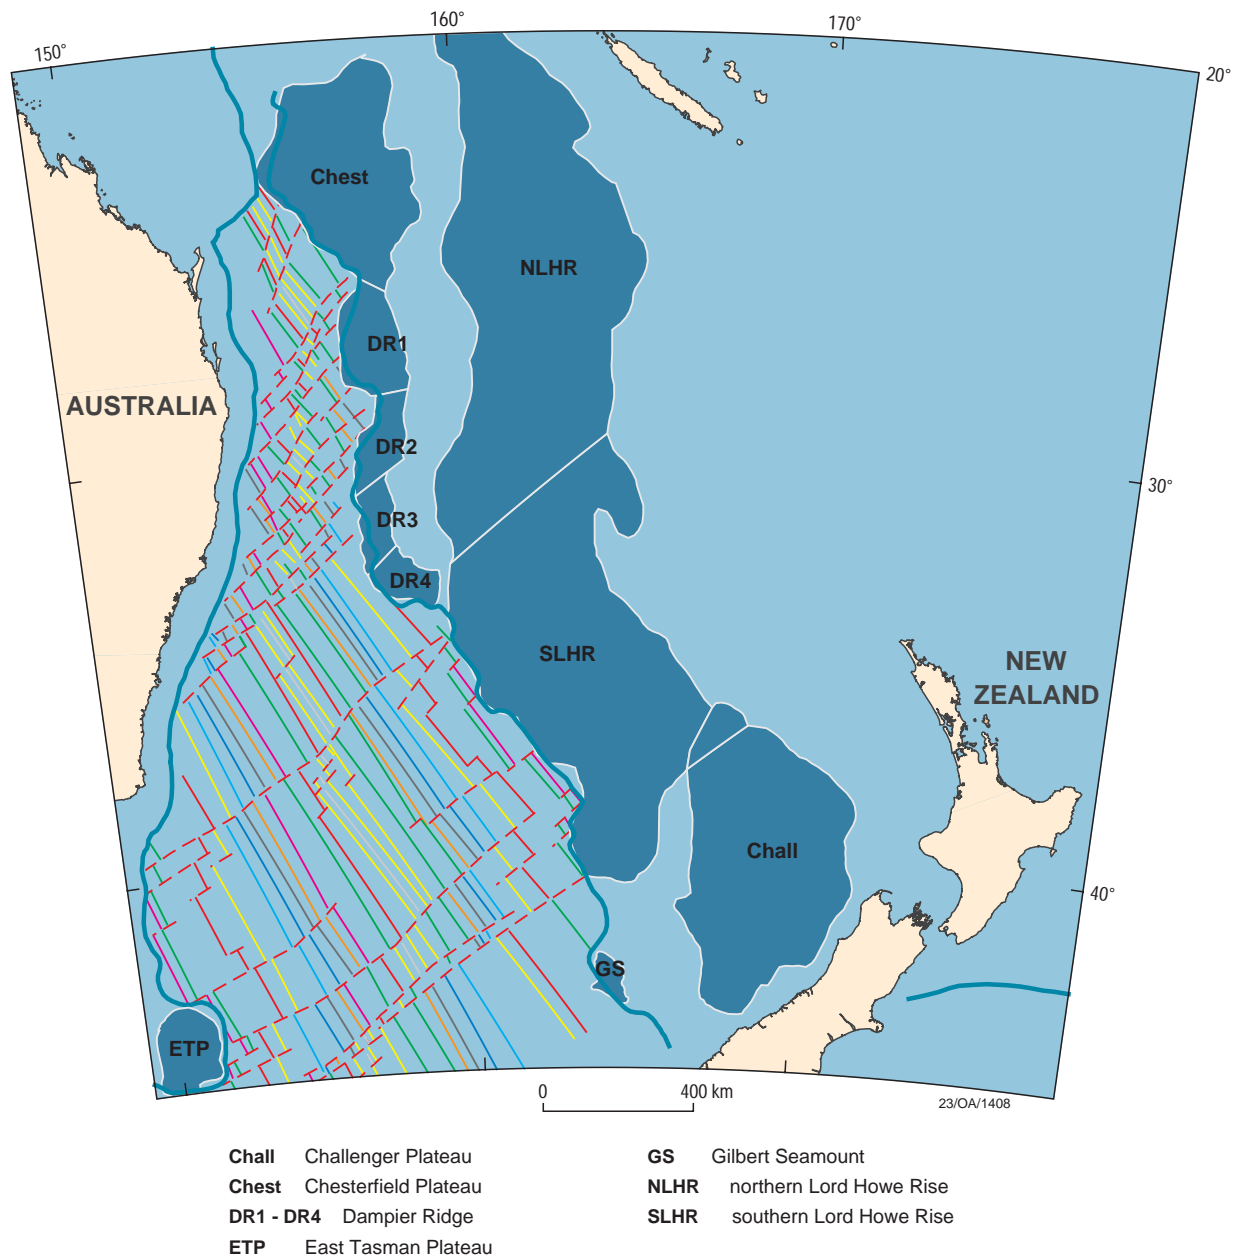 150°
160°
170°
20°
Chest
NLHR
DR1
AUSTRALIA
DR2
30°
DR3
DR4
SLHR
NEW
ZEALAND
Chall
40°
GS
ETP
0 400 km
23/OA/1408
Chall Challenger Plateau
GS Gilbert Seamount
Chest Chesterfield Plateau
NLHR northern Lord Howe Rise
DR1 - DR4 Dampier Ridge
SLHR southern Lord Howe Rise
ETP East Tasman Plateau